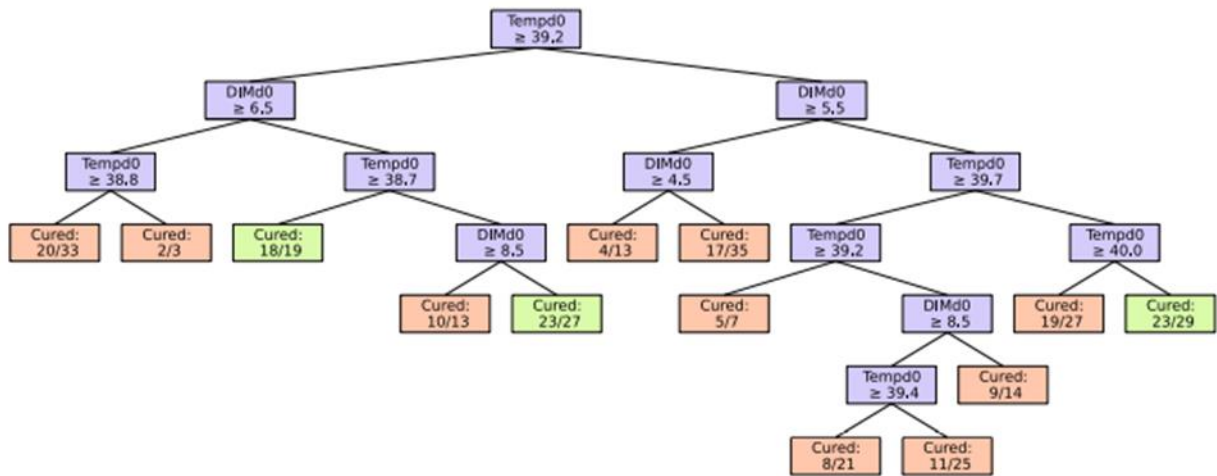 Tempd0
≥ 39.2
DIMd0
≥ 6.5
DIMd0
≥ 5.5
Tempd0
≥ 38.8
Tempd0
≥ 38.7
DIMd0
≥ 4.5
Tempd0
≥ 39.7
Cured:
20/33
Cured:
2/3
Cured:
18/19
DIMd0
≥ 8.5
Cured:
4/13
Cured:
17/35
Tempd0
≥ 39.2
Tempd0
≥ 40.0
Cured:
10/13
Cured:
23/27
Cured:
5/7
DIMd0
≥ 8.5
Cured:
19/27
Cured:
23/29
Tempd0
≥ 39.4
Cured:
9/14
Cured:
8/21
Cured:
11/25